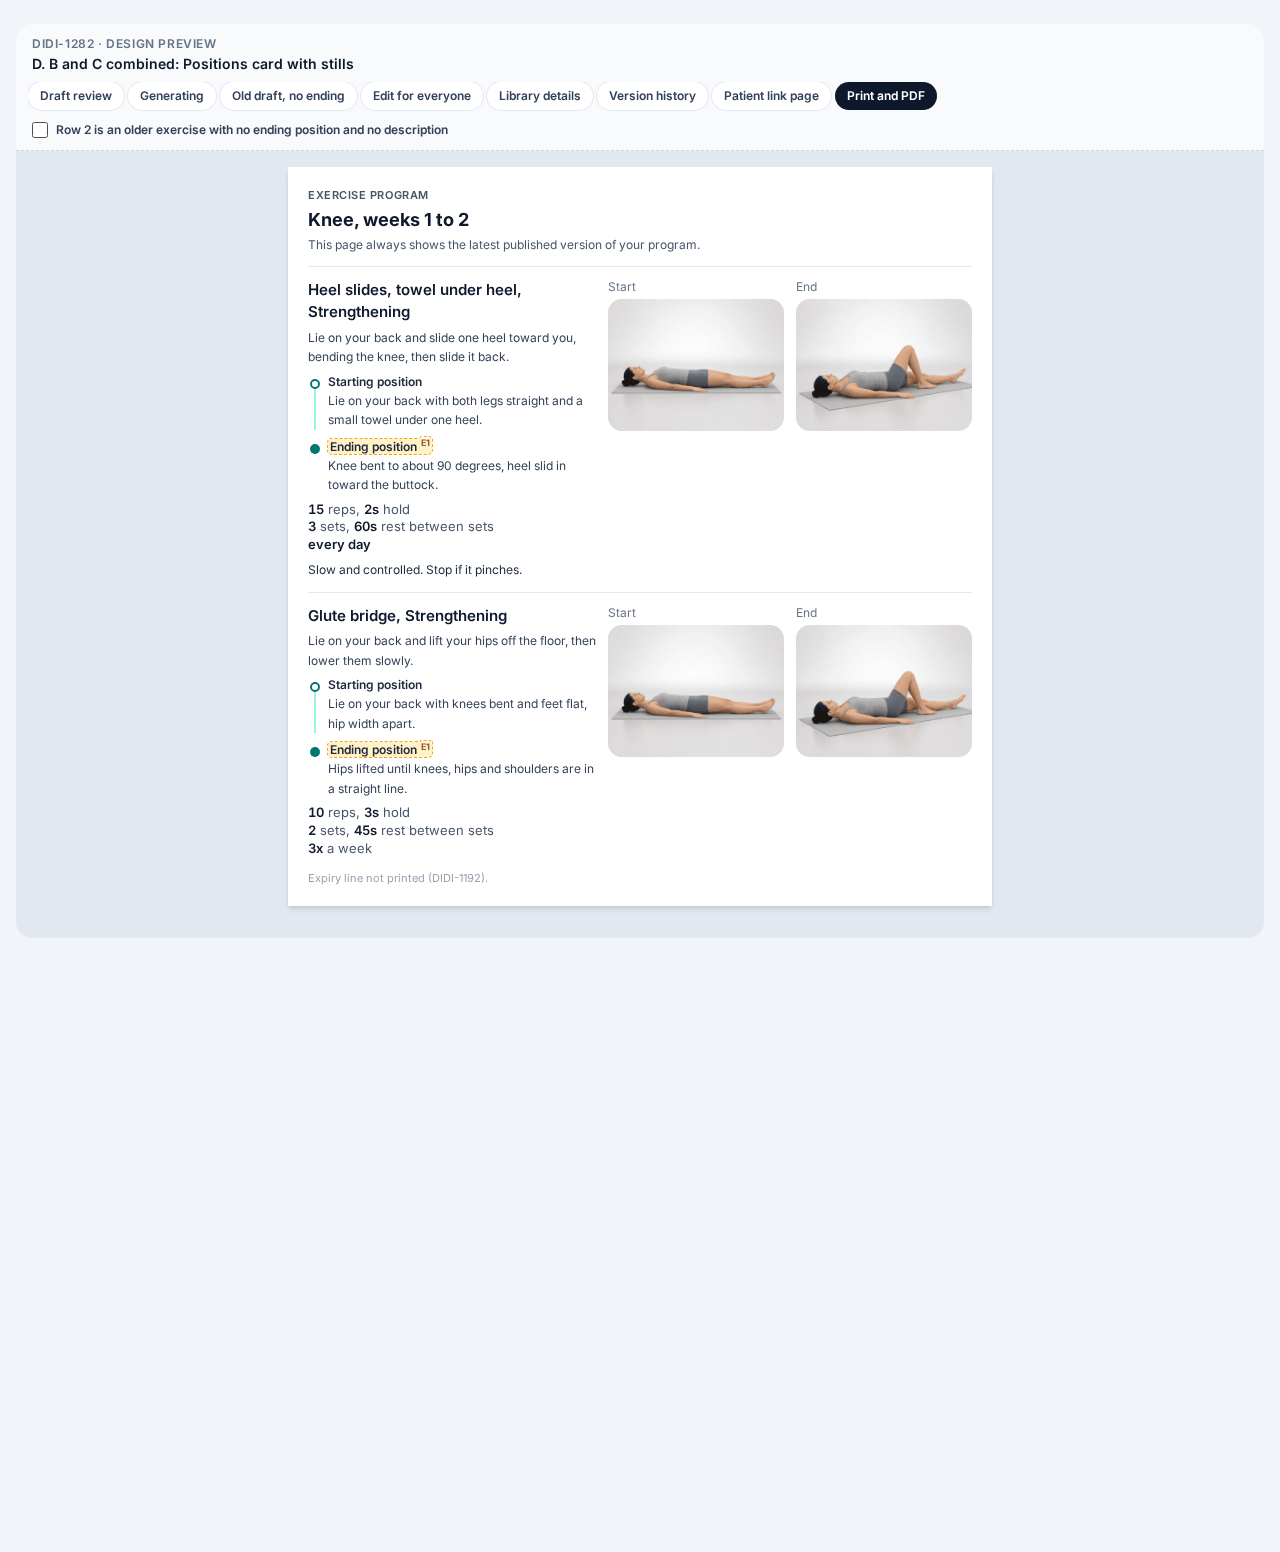 DIDI-1282 · DESIGN PREVIEW
D. B and C combined: Positions card with stills
Draft review
Generating
Old draft, no ending
Edit for everyone
Library details
Version history
Patient link page
Print and PDF
Row 2 is an older exercise with no ending position and no description
EXERCISE PROGRAM
Knee, weeks 1 to 2
This page always shows the latest published version of your program.
Heel slides, towel under heel,
Strengthening
Lie on your back and slide one heel toward you,
bending the knee, then slide it back.
Starting position
Lie on your back with both legs straight and a
small towel under one heel.
Ending position E1
Knee bent to about 90 degrees, heel slid in
toward the buttock.
15 reps, 2s hold
3 sets, 60s rest between sets
every day
Slow and controlled. Stop if it pinches.
Start
End
Glute bridge, Strengthening
Lie on your back and lift your hips off the floor, then
lower them slowly.
Starting position
Lie on your back with knees bent and feet flat,
hip width apart.
Ending position E1
Hips lifted until knees, hips and shoulders are in
a straight line.
10 reps, 3s hold
2 sets, 45s rest between sets
3x a week
Start
End
Expiry line not printed (DIDI-1192).